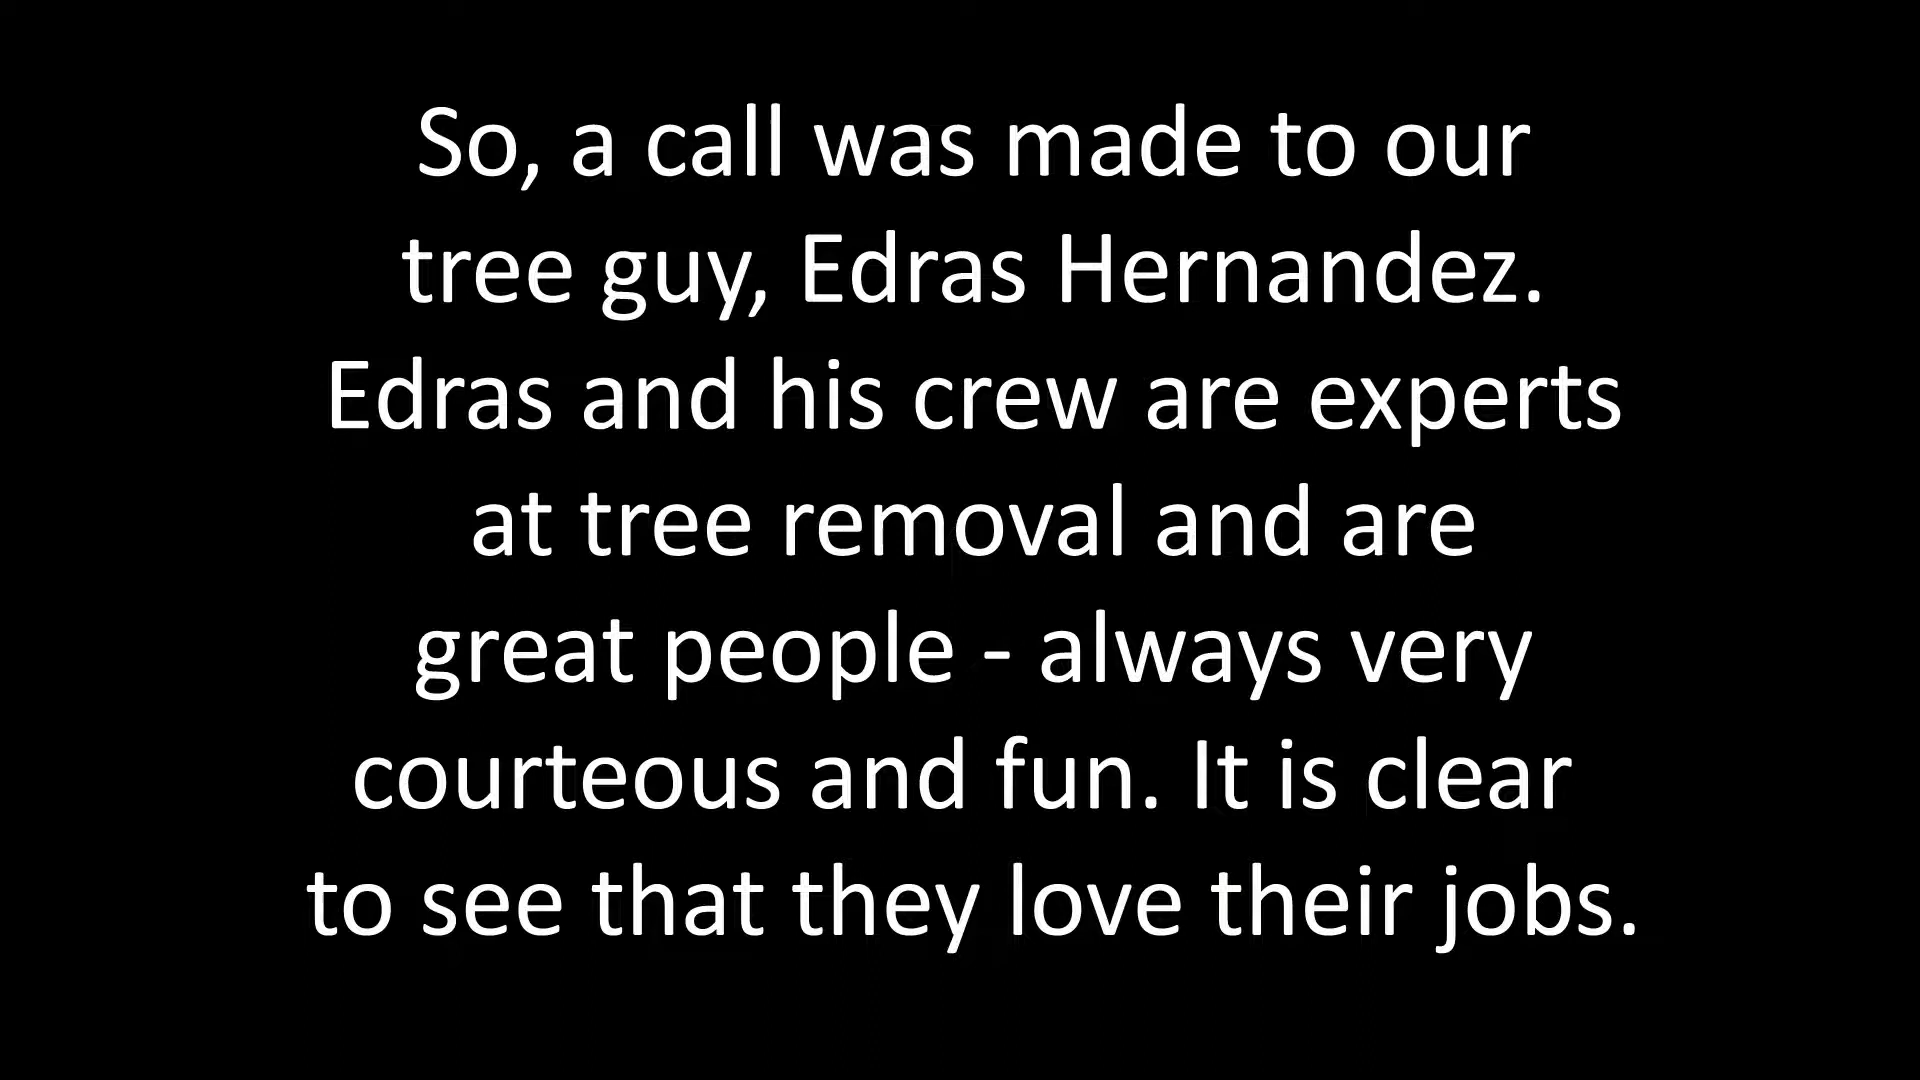 So, a call was made to our
tree guy, Edras Hernandez.
Edras and his crew are experts
at tree removal and are
great people - always very
courteous and fun. It is clear
to see that they love their jobs.